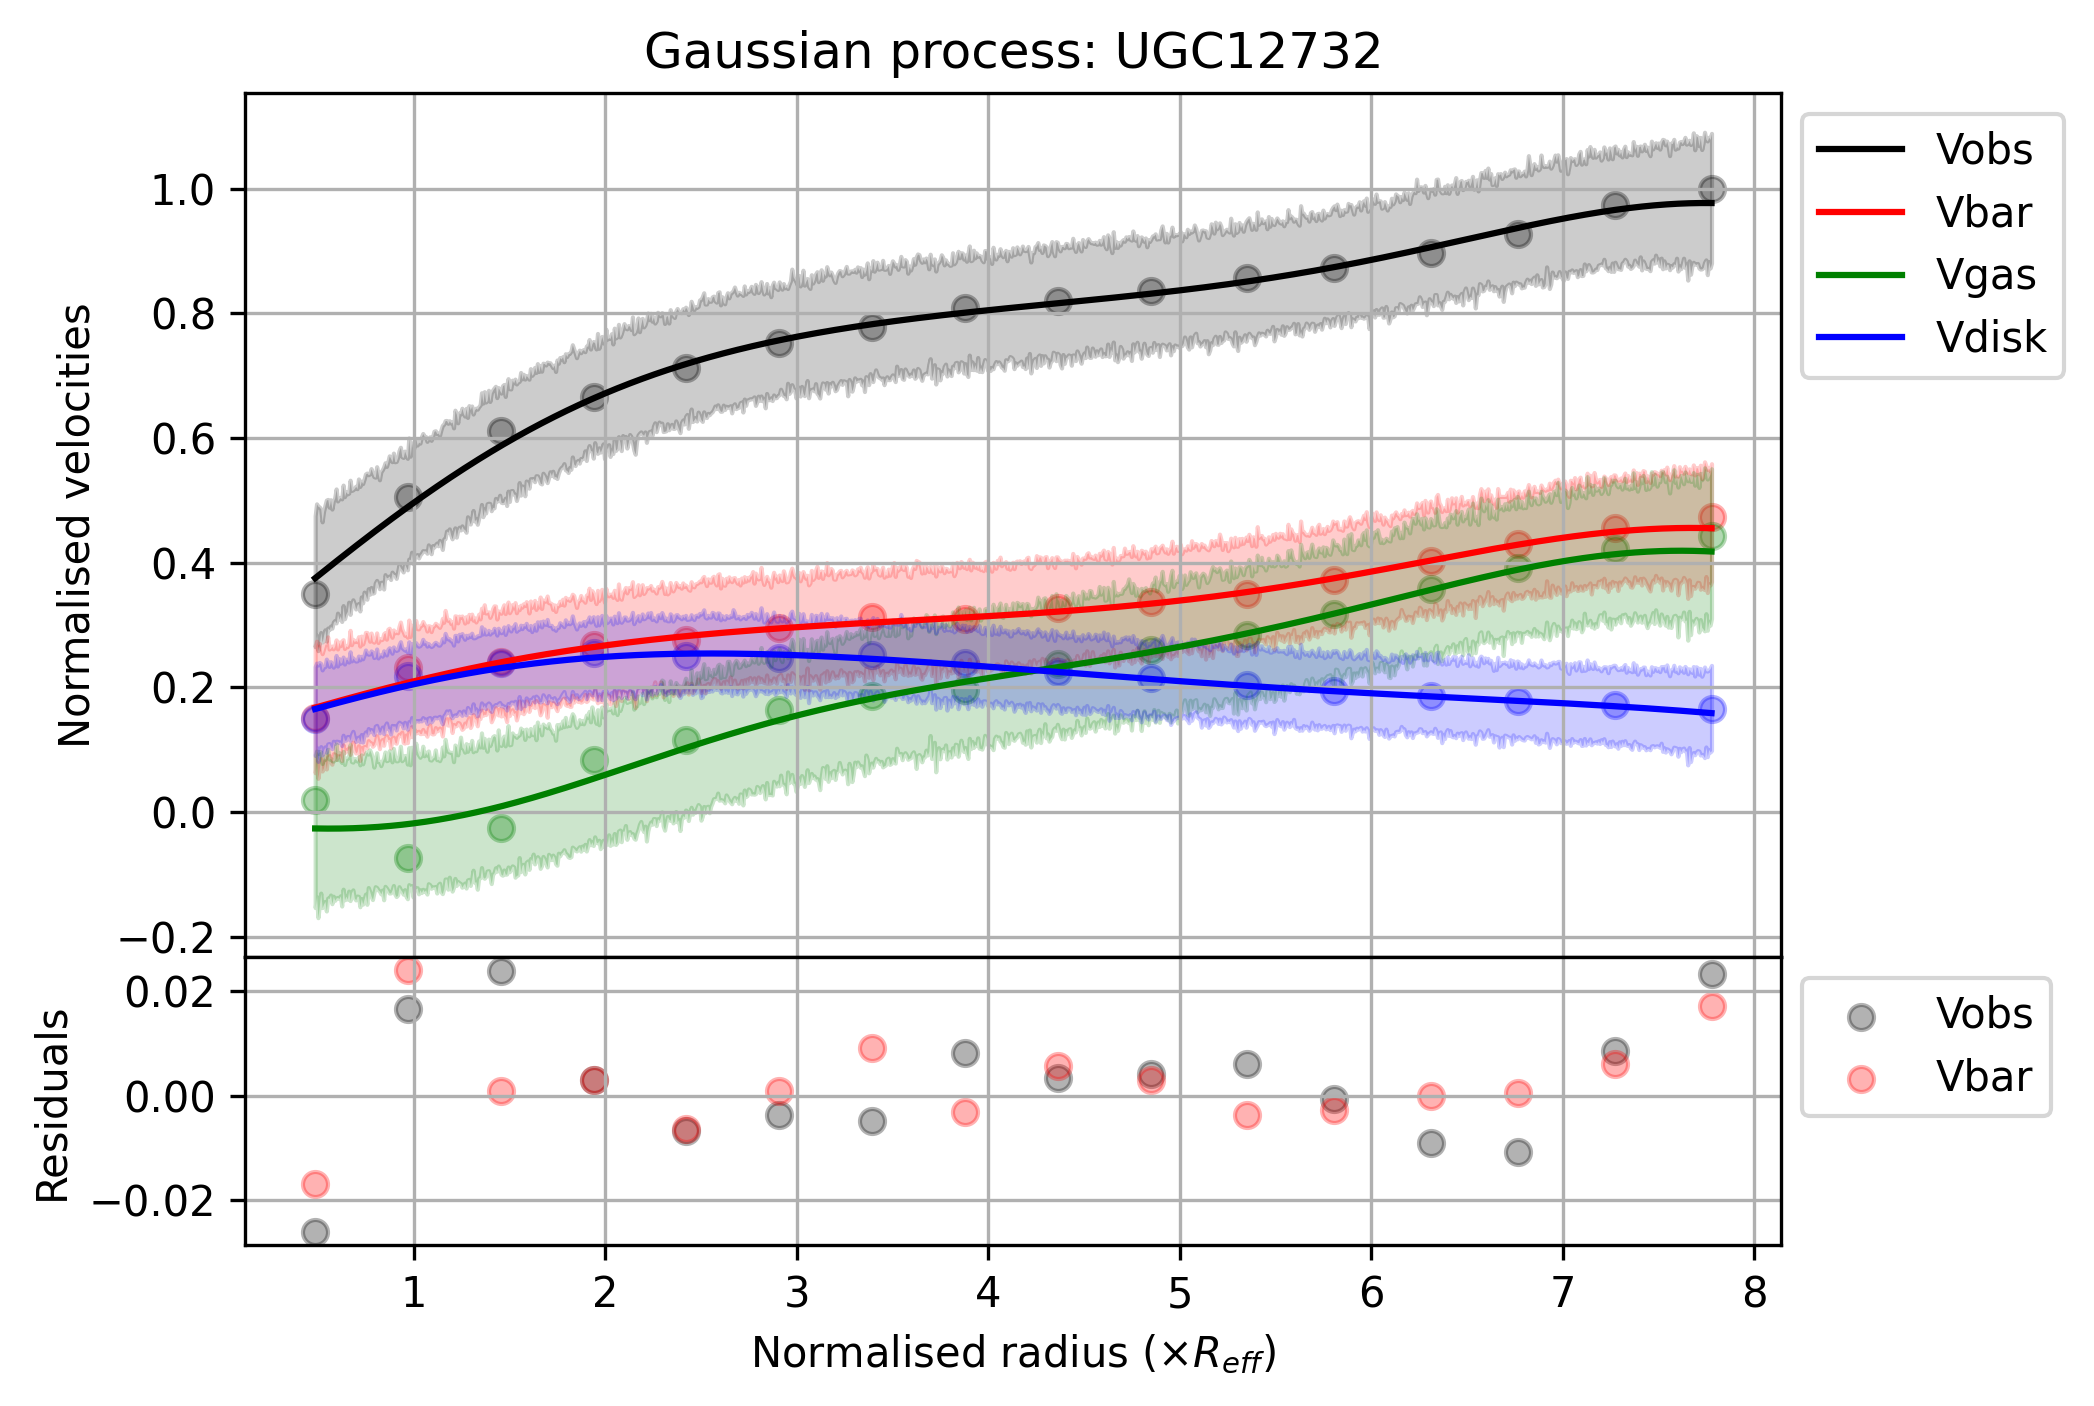 Gaussian process: UGC12732
Normalised velocities
1.0
0.8
0.6
0.4
0.2
0.0
−0.2
Vobs
Vbar
Vgas
Vdisk
Residuals
0.02
0.00
−0.02
Vobs
Vbar
1 2 3 4 5 6 7 8
Normalised radius (×R_eff)